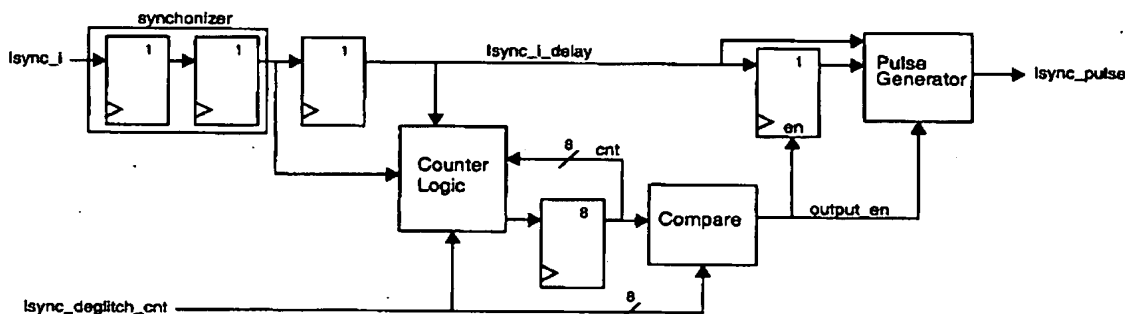 synchonizer
lsync_i
1
1
1
lsync_i_delay
1
en
Pulse
Generator
lsync_pulse
Counter
Logic
8
cnt
8
Compare
output_en
lsync_deglitch_cnt
8